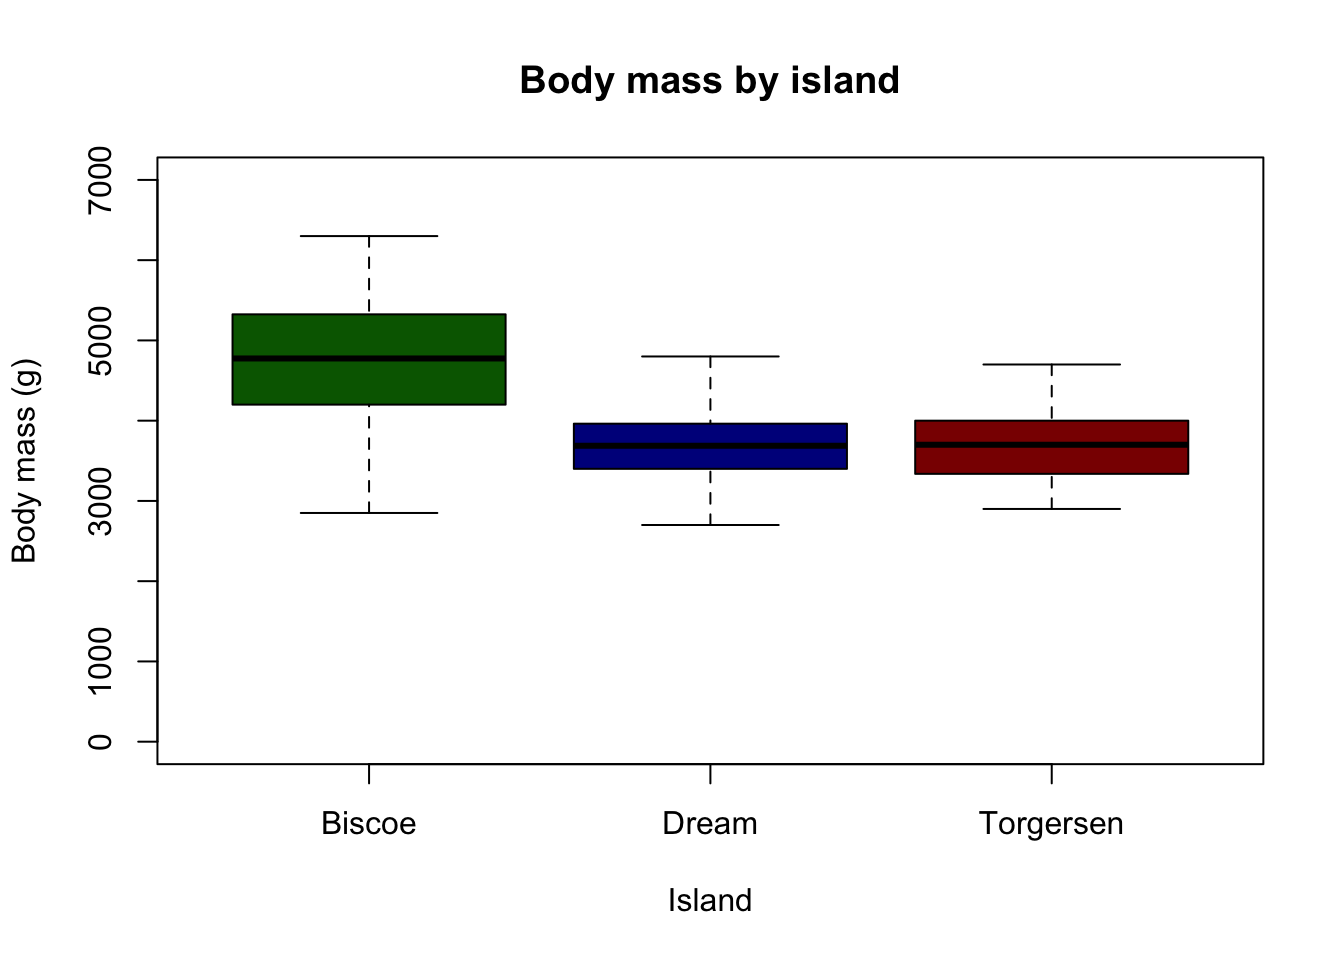 Body mass by island
Body mass (g)
7000
5000
3000
1000
0
Biscoe
Dream
Torgersen
Island